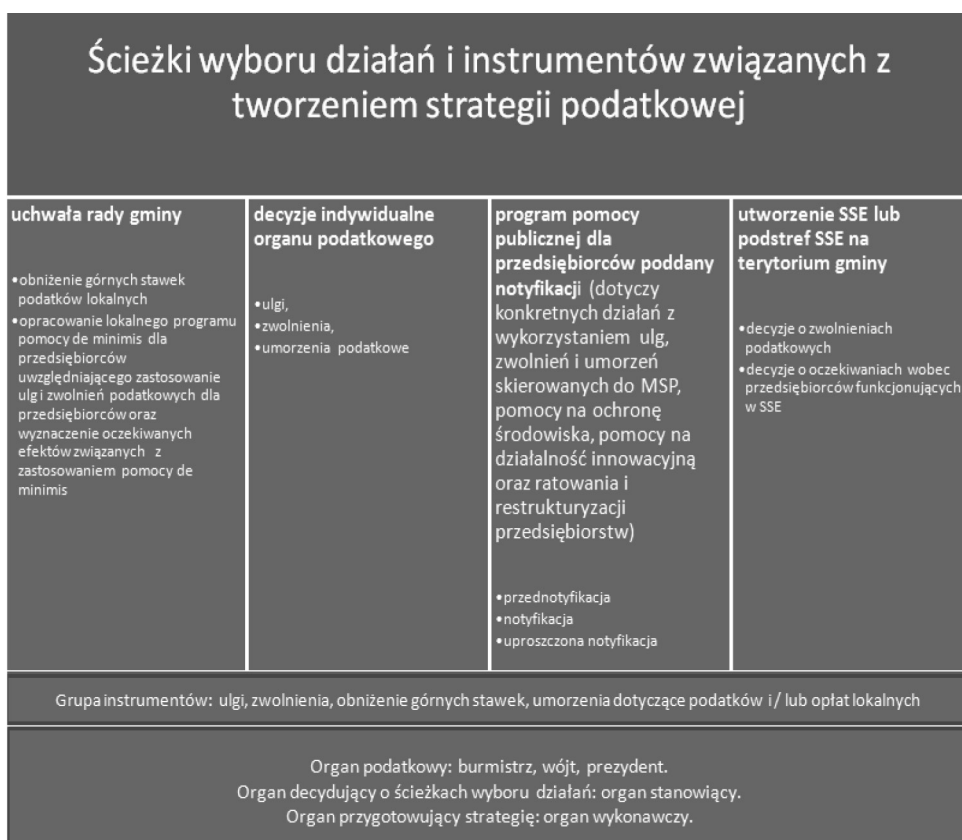 Ścieżki wyboru działań i instrumentów związanych z
tworzeniem strategii podatkowej
uchwała rady gminy
•obniżenie górnych stawek
podatków lokalnych
•opracowanie lokalnego programu
pomocy de minimis dla
przedsiębiorców
uwzględniającego zastosowanie
ulg i zwolnień podatkowych dla
przedsiębiorców oraz
wyznaczenie oczekiwanych
efektów związanych z
zastosowaniem pomocy de
minimis
decyzje indywidualne
organu podatkowego
•ulgi,
•zwolnienia,
•umorzenia podatkowe
program pomocy
publicznej dla
przedsiębiorców poddany
notyfikacji (dotyczy
konkretnych działań z
wykorzystaniem ulg,
zwolnień i umorzeń
skierowanych do MSP,
pomocy na ochronę
środowiska, pomocy na
działalność innowacyjną
oraz ratowania i
restrukturyzacji
przedsiębiorstw)
•przednotyfikacja
•notyfikacja
•uproszczona notyfikacja
utworzenie SSE lub
podstref SSE na
terytorium gminy
•decyzje o zwolnieniach
podatkowych
•decyzje o oczekiwaniach wobec
przedsiębiorców funkcjonujących
w SSE
Grupa instrumentów: ulgi, zwolnienia, obniżenie górnych stawek, umorzenia dotyczące podatków i / lub opłat lokalnych
Organ podatkowy: burmistrz, wójt, prezydent.
Organ decydujący o ścieżkach wyboru działań: organ stanowiący.
Organ przygotowujący strategię: organ wykonawczy.